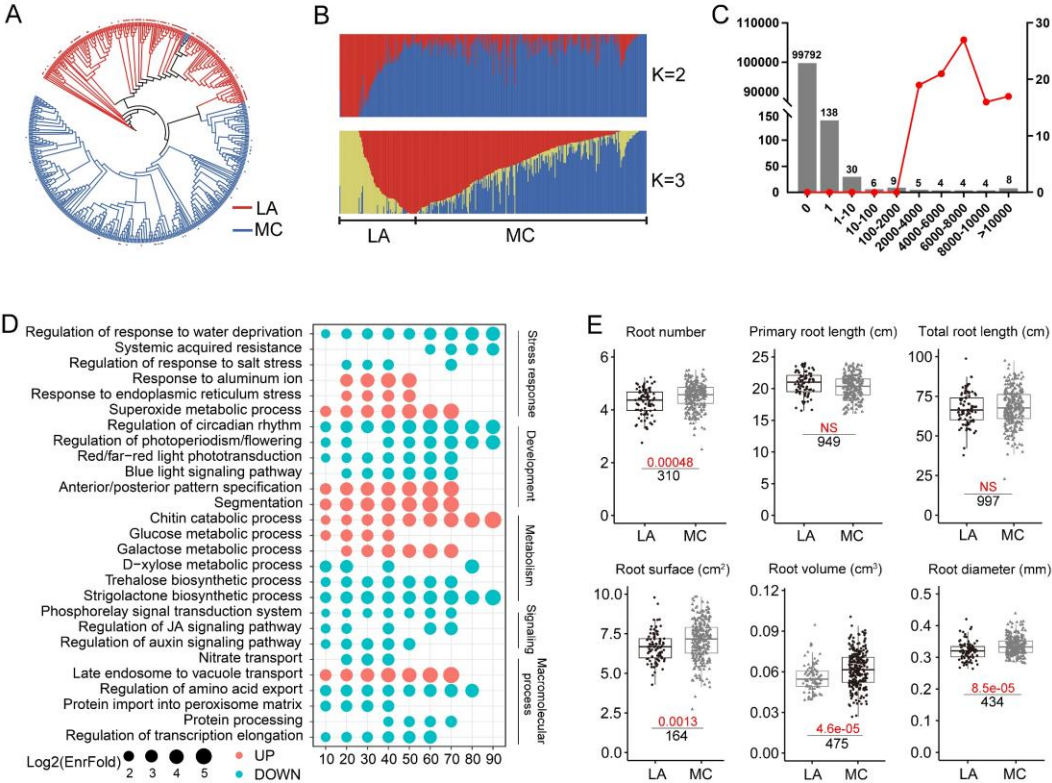 A
LA
MC
B
K=2
K=3
LA
MC
C
110000
100000
90000
150
100
50
0
30
20
10
0
99792
138
30
6
9
5
4
4
4
8
0
1
1-10
10-100
100-2000
2000-4000
4000-6000
6000-8000
8000-10000
>10000
D
Regulation of response to water deprivation
Systemic acquired resistance
Regulation of response to salt stress
Response to aluminum ion
Response to endoplasmic reticulum stress
Superoxide metabolic process
Regulation of circadian rhythm
Regulation of photoperiodism/flowering
Red/far−red light phototransduction
Blue light signaling pathway
Anterior/posterior pattern specification
Segmentation
Chitin catabolic process
Glucose metabolic process
Galactose metabolic process
D−xylose metabolic process
Trehalose biosynthetic process
Strigolactone biosynthetic process
Phosphorelay signal transduction system
Regulation of JA signaling pathway
Regulation of auxin signaling pathway
Nitrate transport
Late endosome to vacuole transport
Regulation of amino acid export
Protein import into peroxisome matrix
Protein processing
Regulation of transcription elongation
Stress response
Development
Metabolism
Signaling
Macromolecular
process
10 20 30 40 50 60 70 80 90
Log2(EnrFold)
2 3 4 5
UP
DOWN
E
Root number
6
4
2
0
0.00048
310
LA MC
Primary root length (cm)
25
20
15
10
5
0
NS
949
LA MC
Total root length (cm)
100
75
50
25
0
NS
997
LA MC
Root surface (cm²)
10.0
7.5
5.0
2.5
0.0
0.0013
164
LA MC
Root volume (cm³)
0.12
0.09
0.06
0.03
0.00
4.6e-05
475
LA MC
Root diameter (mm)
0.5
0.4
0.3
0.2
0.1
0.0
8.5e-05
434
LA MC